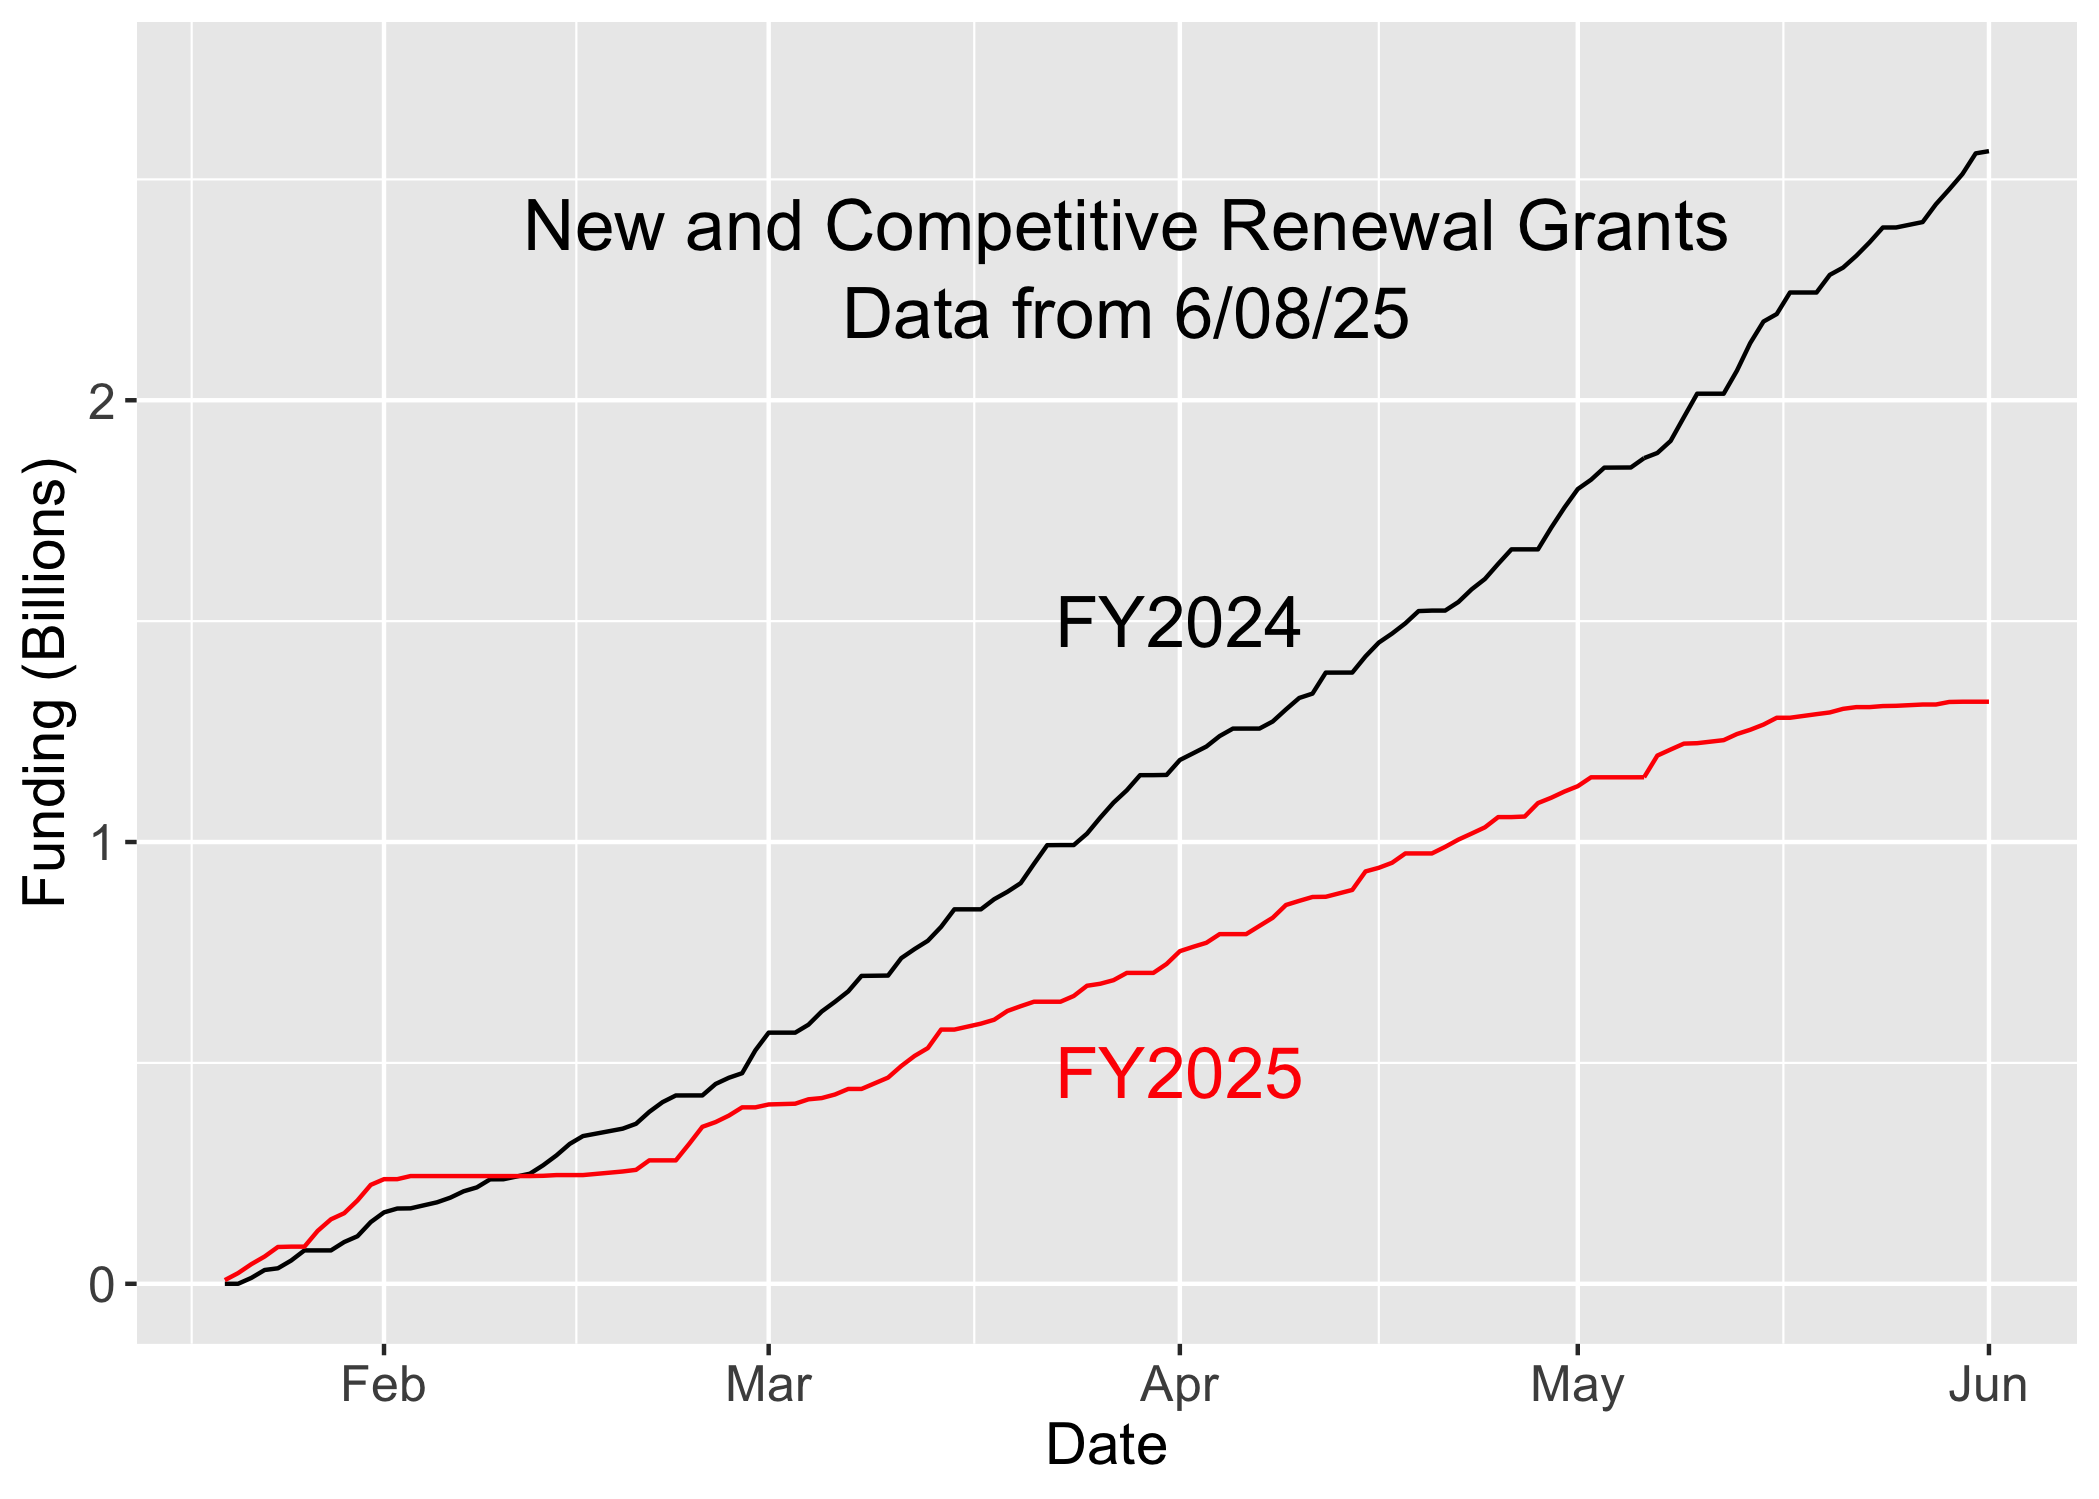 New and Competitive Renewal Grants
Data from 6/08/25
FY2024
FY2025
Funding (Billions)
2
1
0
Feb Mar Apr May Jun
Date